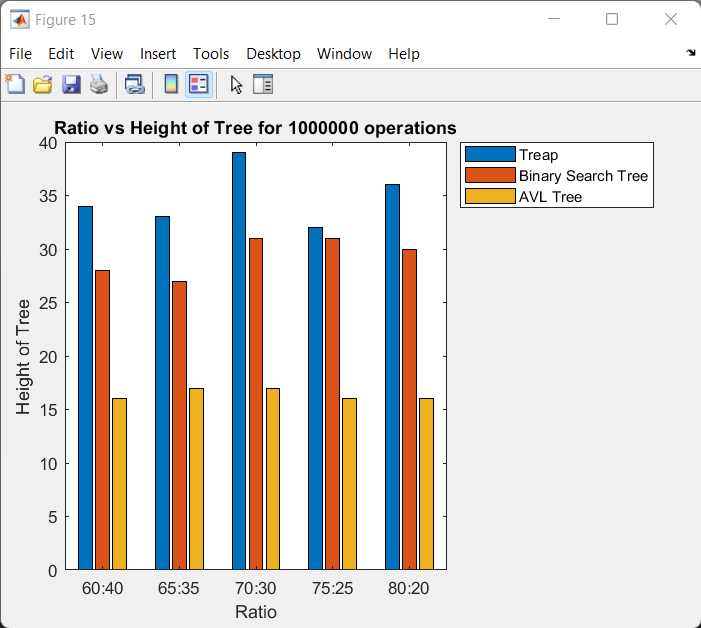 Figure 15
File Edit View Insert Tools Desktop Window Help
Ratio vs Height of Tree for 1000000 operations
Treap
Binary Search Tree
AVL Tree
Height of Tree
40
35
30
25
20
15
10
5
0
60:40 65:35 70:30 75:25 80:20
Ratio